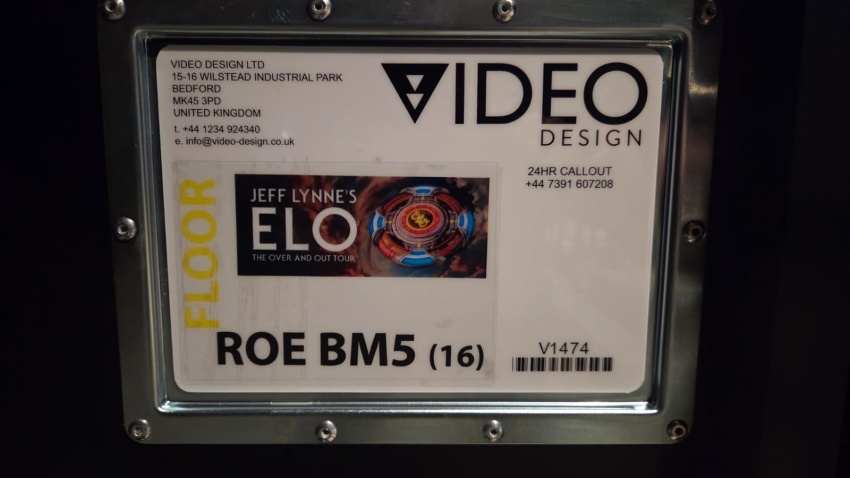 VIDEO DESIGN LTD
15-16 WILSTEAD INDUSTRIAL PARK
BEDFORD
MK45 3PD
UNITED KINGDOM
t. +44 1234 924340
e. info@video-design.co.uk
VIDEO
DESIGN
24HR CALLOUT
+44 7391 607208
FLOOR
JEFF LYNNE'S
ELO
THE OVER AND OUT TOUR
ROE BM5 (16)
V1474